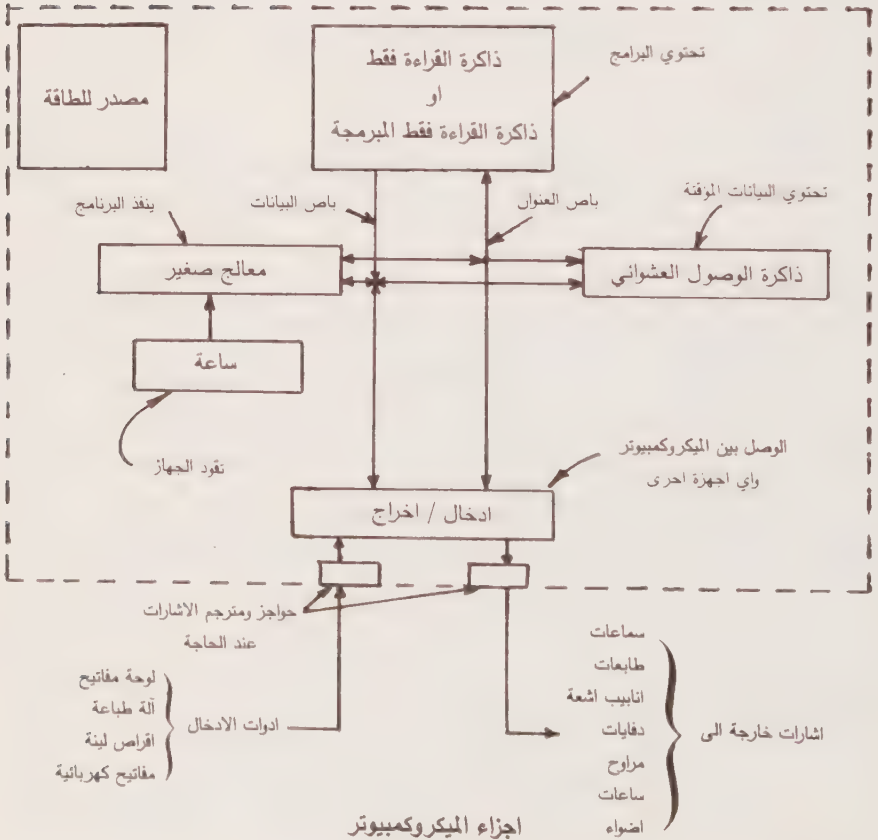 ذاكرة القراءة فقط
او
ذاكرة القراءة فقط المبرمجة
تحتوي البرامج
مصدر للطاقة
باص البيانات
باص العنوان
تحتوي البيانات المؤقتة
ينفذ البرنامج
معالج صغير
ذاكرة الوصول العشواني
ساعة
تقود الجهاز
الوصل بين الميكروكمبيوتر
واي اجهزة اخرى
ادخال / اخراج
حواجز ومترجم الاشارات
عند الحاجة
لوحة مفاتيح
آلة طباعة
اقراص لينة
مفاتيح كهربائية
ادوات الادخال
سماعات
طابعات
انابيب اشعة
دفايات
مراوح
ساعات
اضواء
اشارات خارجة الى
اجزاء الميكروكمبيوتر